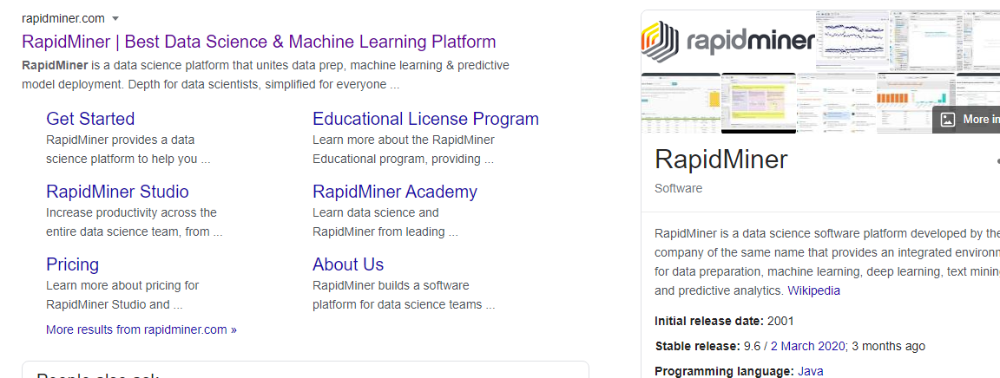 rapidminer.com
RapidMiner | Best Data Science & Machine Learning Platform
RapidMiner is a data science platform that unites data prep, machine learning & predictive
model deployment. Depth for data scientists, simplified for everyone ...
Get Started
RapidMiner provides a data
science platform to help you ...
Educational License Program
Learn more about the RapidMiner
Educational program, providing ...
RapidMiner Studio
Increase productivity across the
entire data science team, from ...
RapidMiner Academy
Learn data science and
RapidMiner from leading ...
Pricing
Learn more about pricing for
RapidMiner Studio and ...
About Us
RapidMiner builds a software
platform for data science teams ...
More results from rapidminer.com »
rapidminer
More
RapidMiner
Software
RapidMiner is a data science software platform developed by the
company of the same name that provides an integrated
for data preparation, machine learning, deep learning, text
and predictive analytics. Wikipedia
Initial release date: 2001
Stable release: 9.6 / 2 March 2020; 3 months ago
Programming language: Java